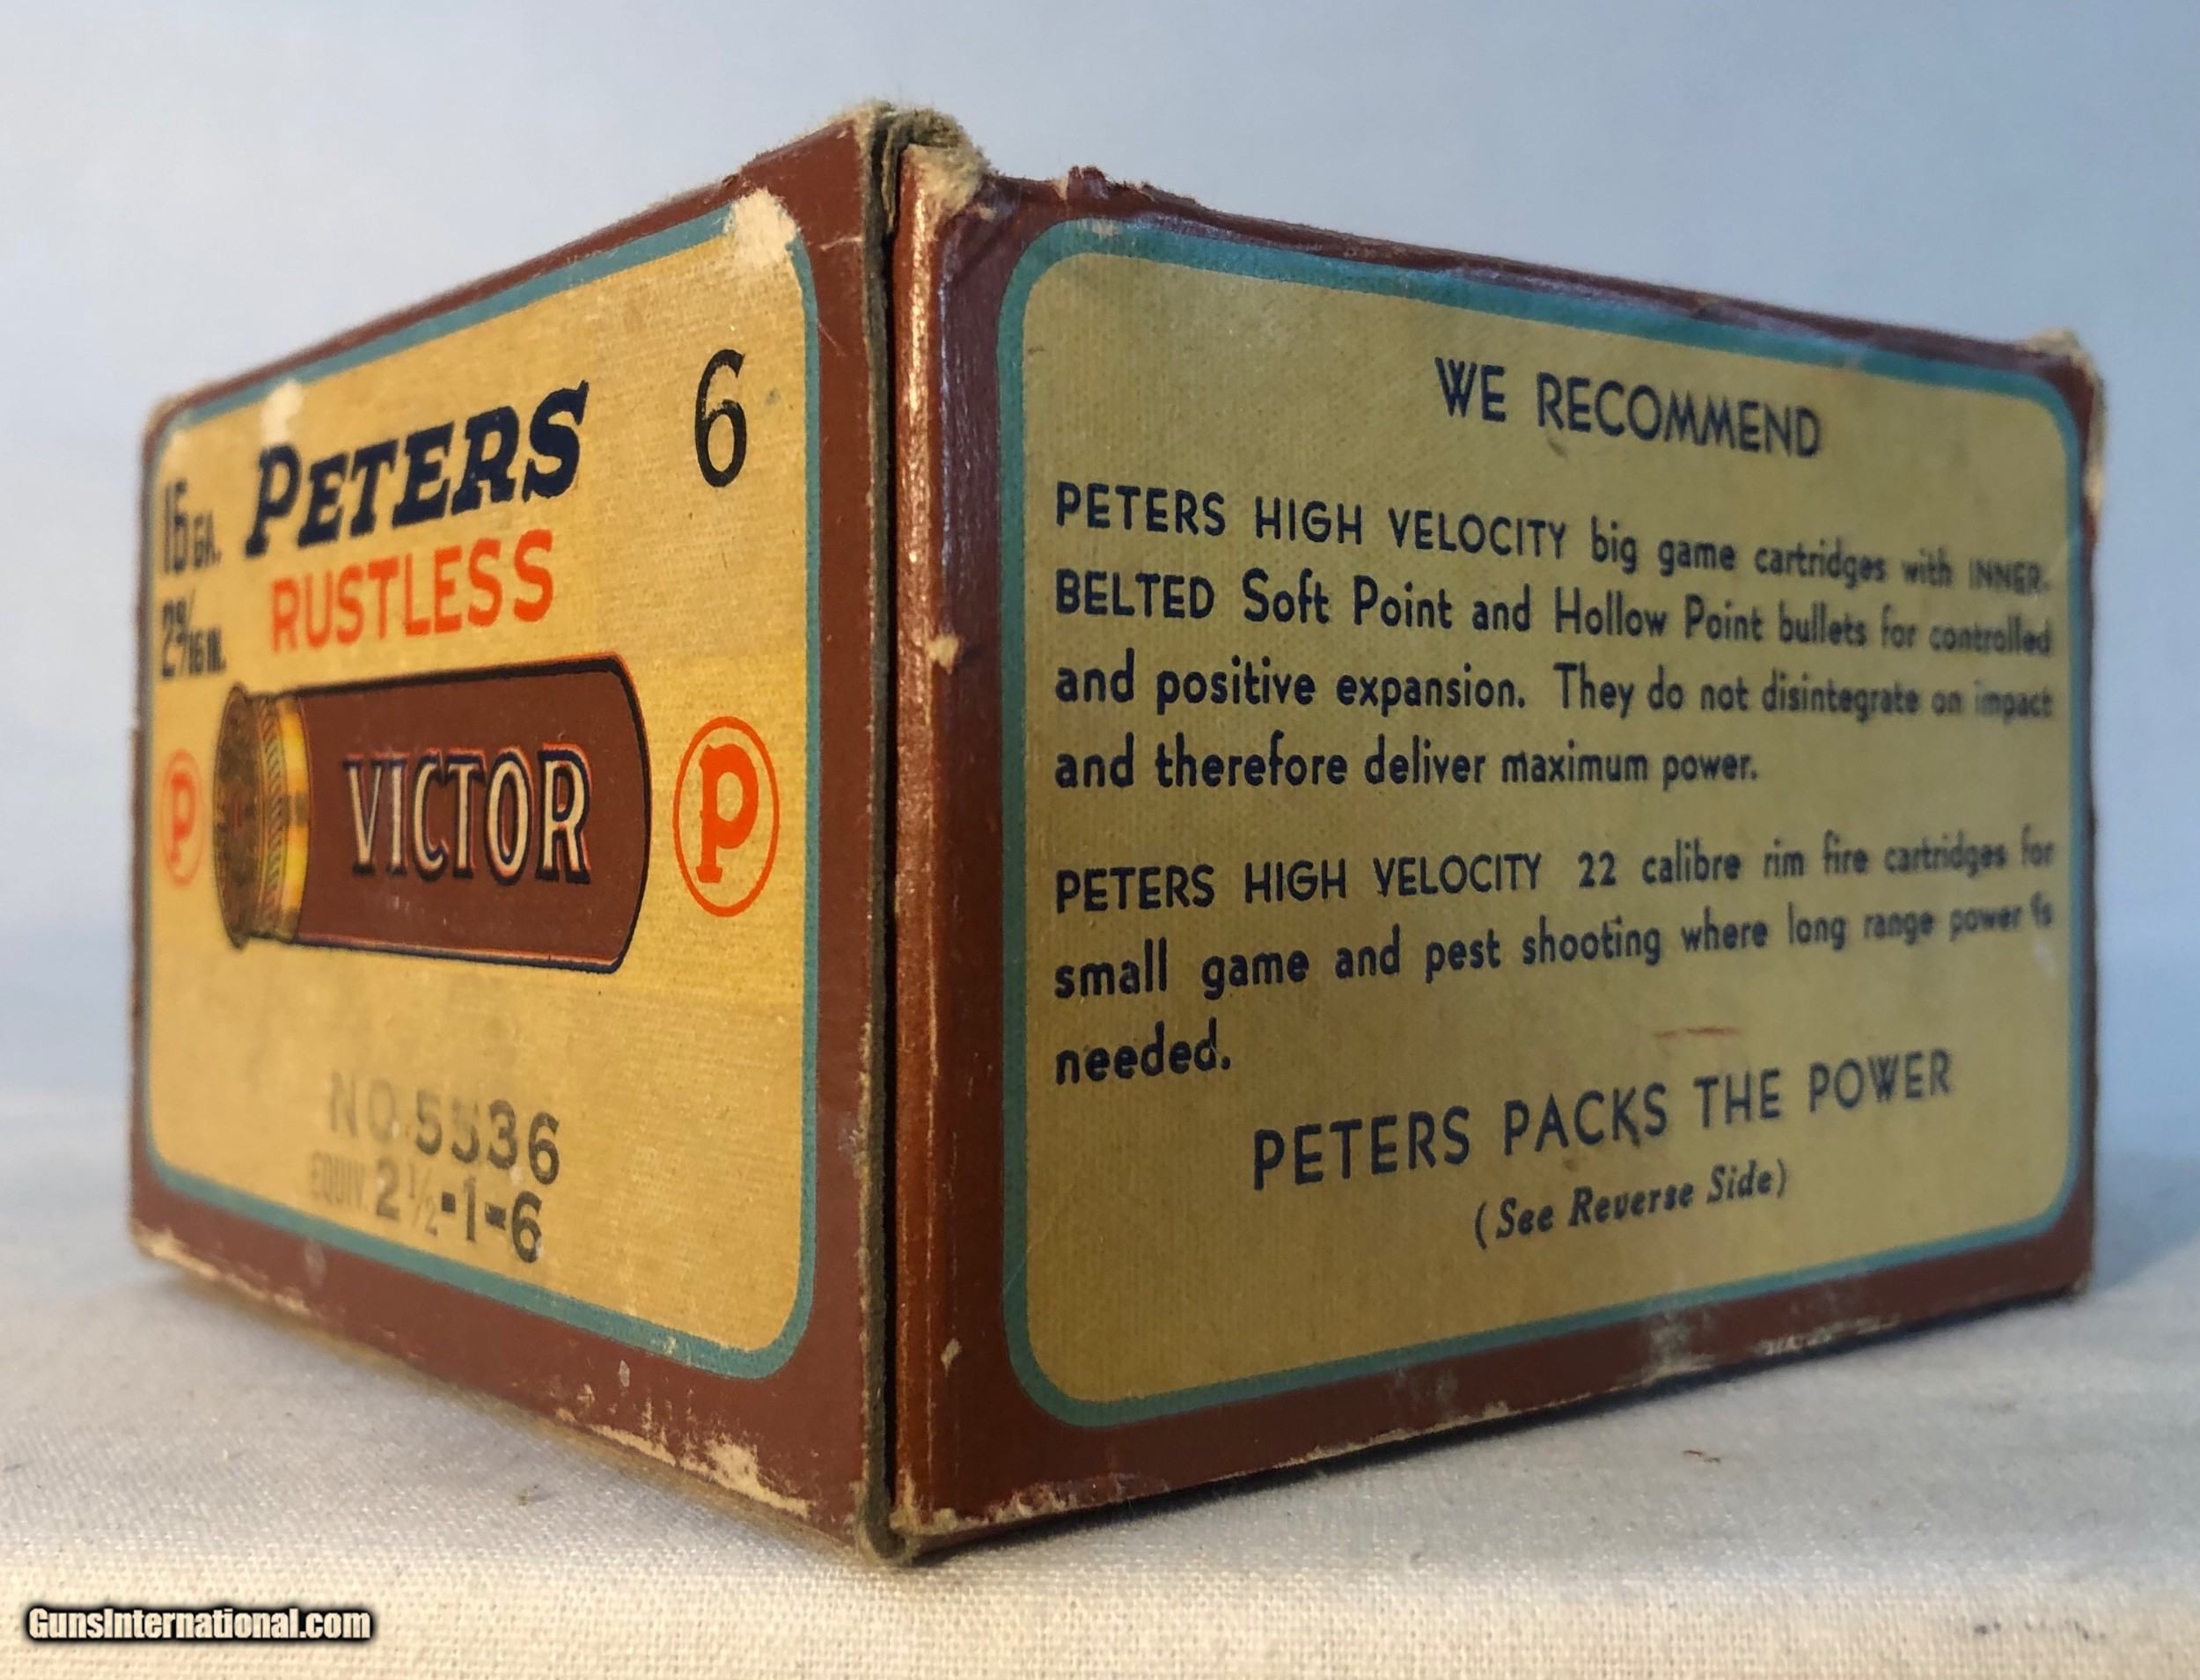 16 GA.
PETERS
6
2 9/16 IN.
RUSTLESS
P
VICTOR
P
NO. 5536
EQUIV. 2 1/2-1-6
WE RECOMMEND
PETERS HIGH VELOCITY big game cartridges with INNER-
BELTED Soft Point and Hollow Point bullets for controlled
and positive expansion. They do not disintegrate on impact
and therefore deliver maximum power.
PETERS HIGH VELOCITY 22 calibre rim fire cartridges for
small game and pest shooting where long range power is
needed.
PETERS PACKS THE POWER
(See Reverse Side)
GunsInternational.com